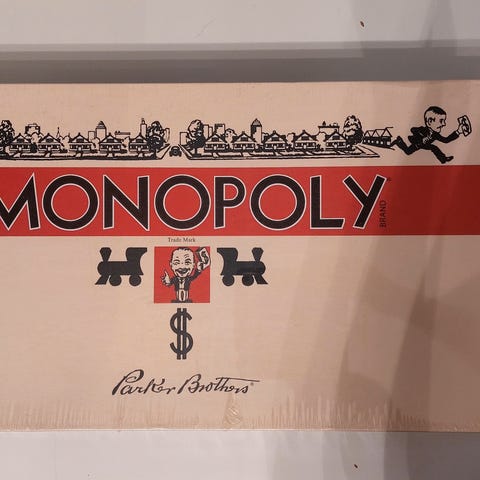 MONOPOLY®
BRAND
Trade Mark
$
Parker Brothers®